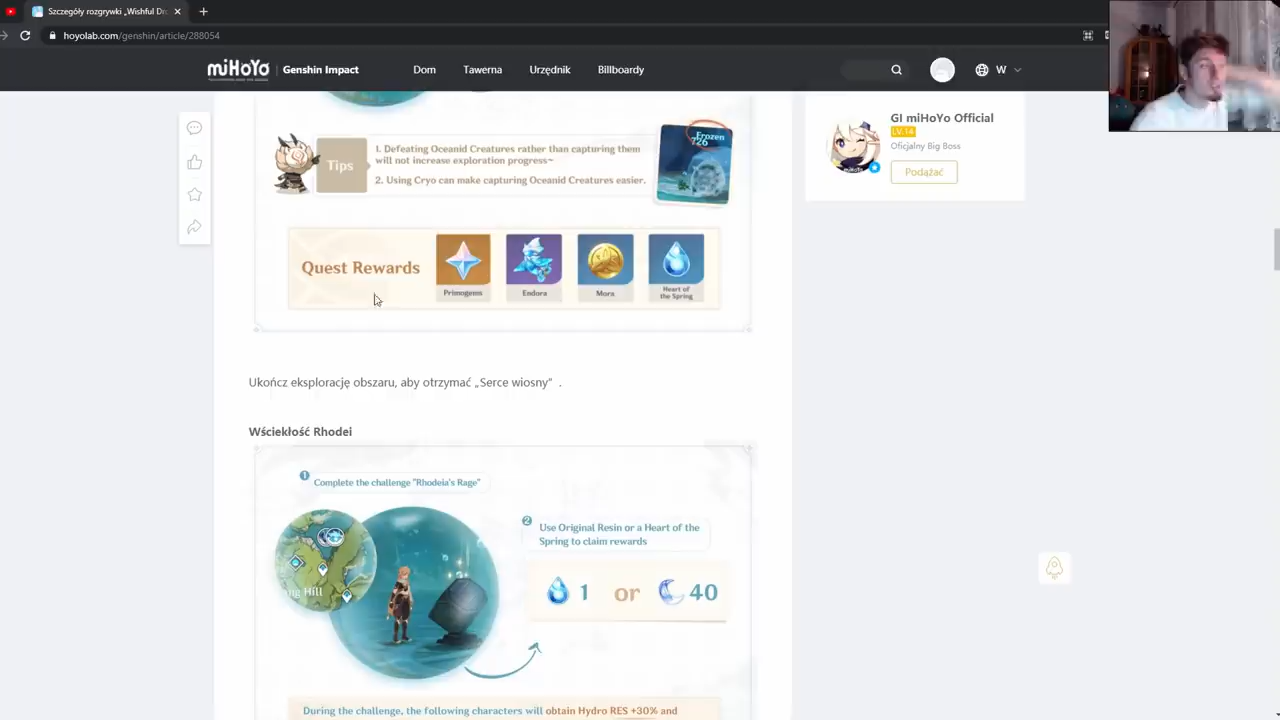 Szczegóły rozgrywki „Wishful Dr
hoyolab.com/genshin/article/288054
miHoYo
Genshin Impact
Dom
Tawerna
Urzędnik
Billboardy
W
GI miHoYo Official
LV.14
Oficjalny Big Boss
Podążać
Tips
1. Defeating Oceanid Creatures rather than capturing them
will not increase exploration progress~
2. Using Cryo can make capturing Oceanid Creatures easier.
Frozen
726
Quest Rewards
Primogems
Endora
Mora
Heart of
the Spring
Ukończ eksplorację obszaru, aby otrzymać „Serce wiosny” .
Wściekłość Rhodei
1 Complete the challenge "Rhodeia's Rage"
2 Use Original Resin or a Heart of the
Spring to claim rewards
1 or 40
Hill
During the challenge, the following characters will obtain Hydro RES +30% and